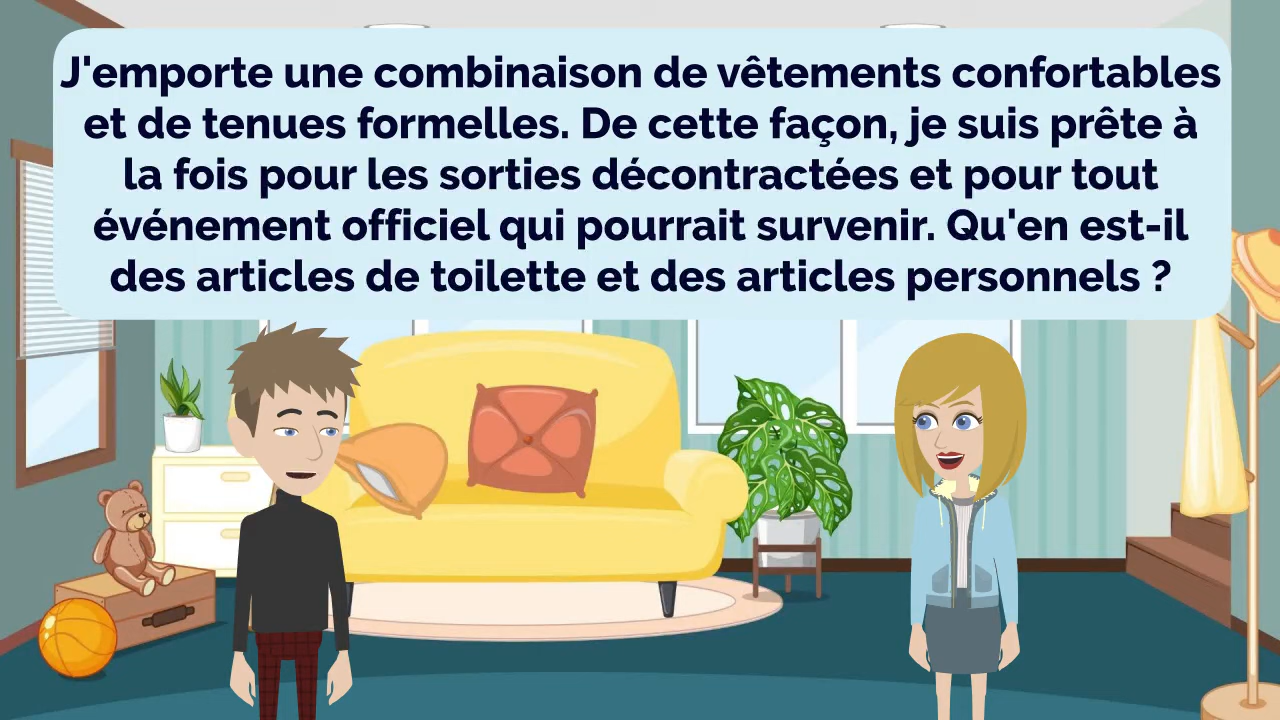 J'emporte une combinaison de vêtements confortables
et de tenues formelles. De cette façon, je suis prête à
la fois pour les sorties décontractées et pour tout
événement officiel qui pourrait survenir. Qu'en est-il
des articles de toilette et des articles personnels ?